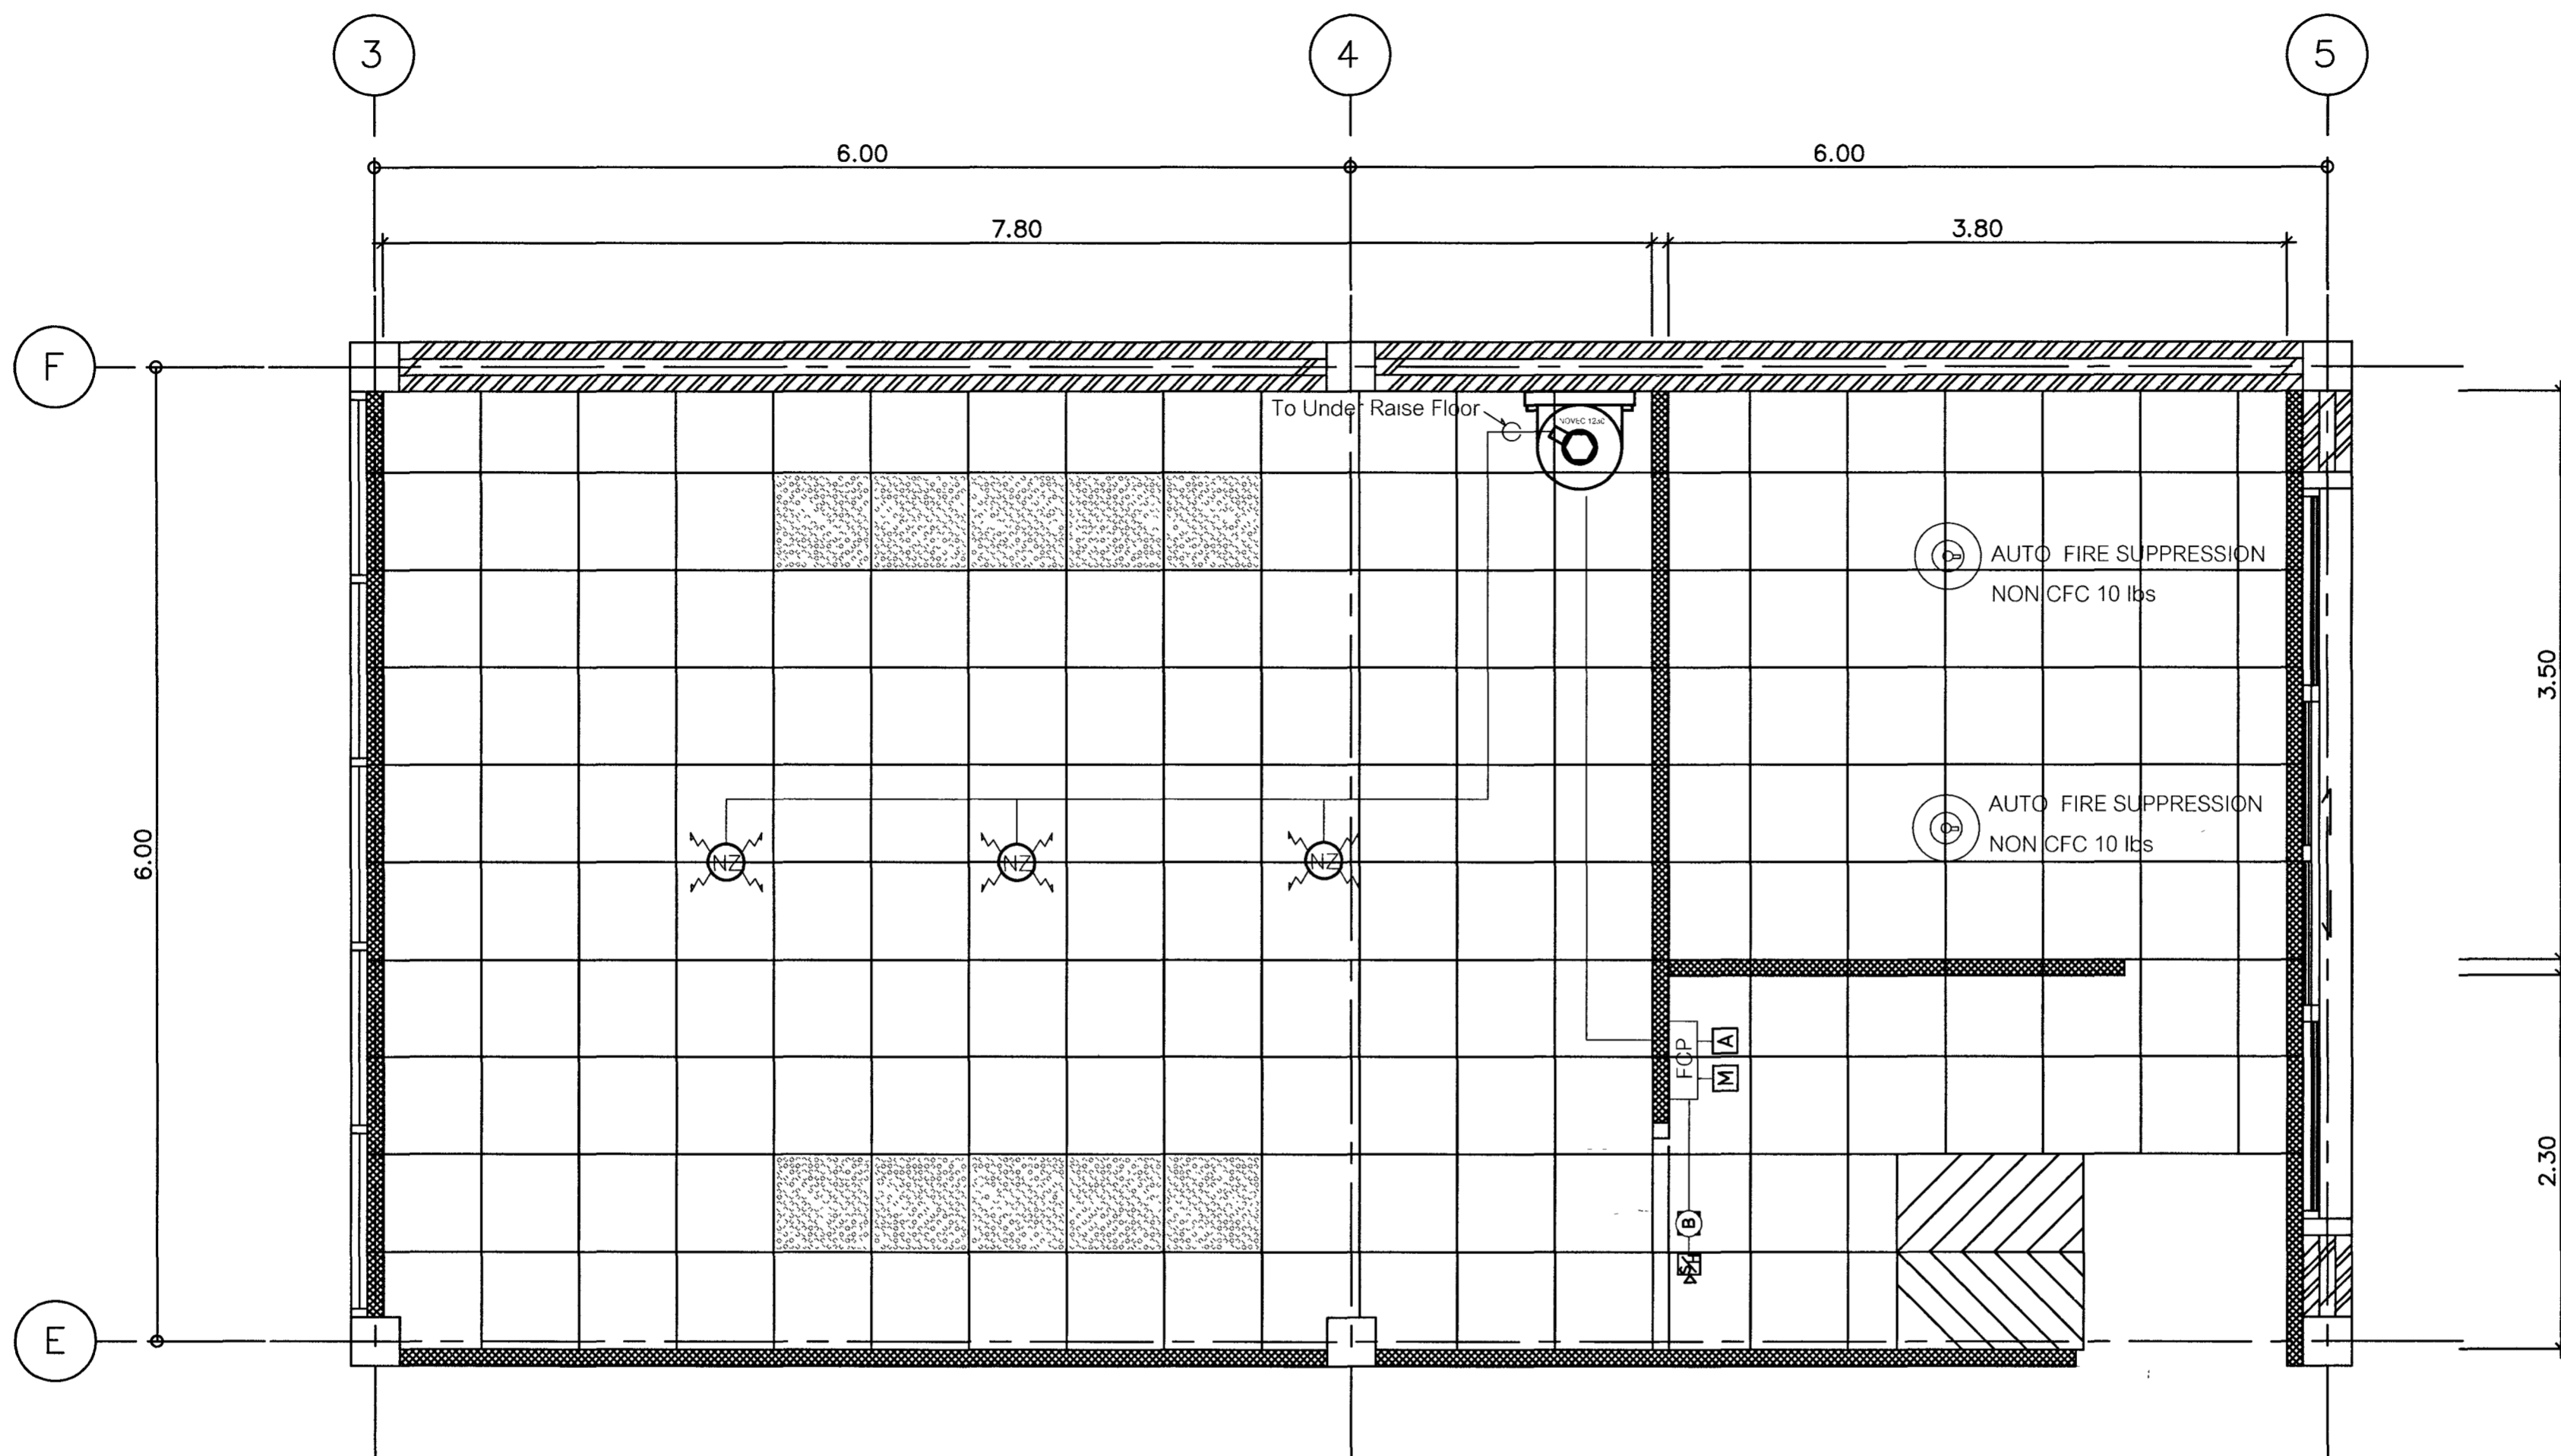 3
4
5
6.00
6.00
7.80
3.80
F
To Under Raise Floor
NOVEC 1230
AUTO FIRE SUPPRESSION
NON CFC 10 lbs
3.50
AUTO FIRE SUPPRESSION
NON CFC 10 lbs
6.00
NZ
NZ
NZ
FCP
A
M
2.30
B
E